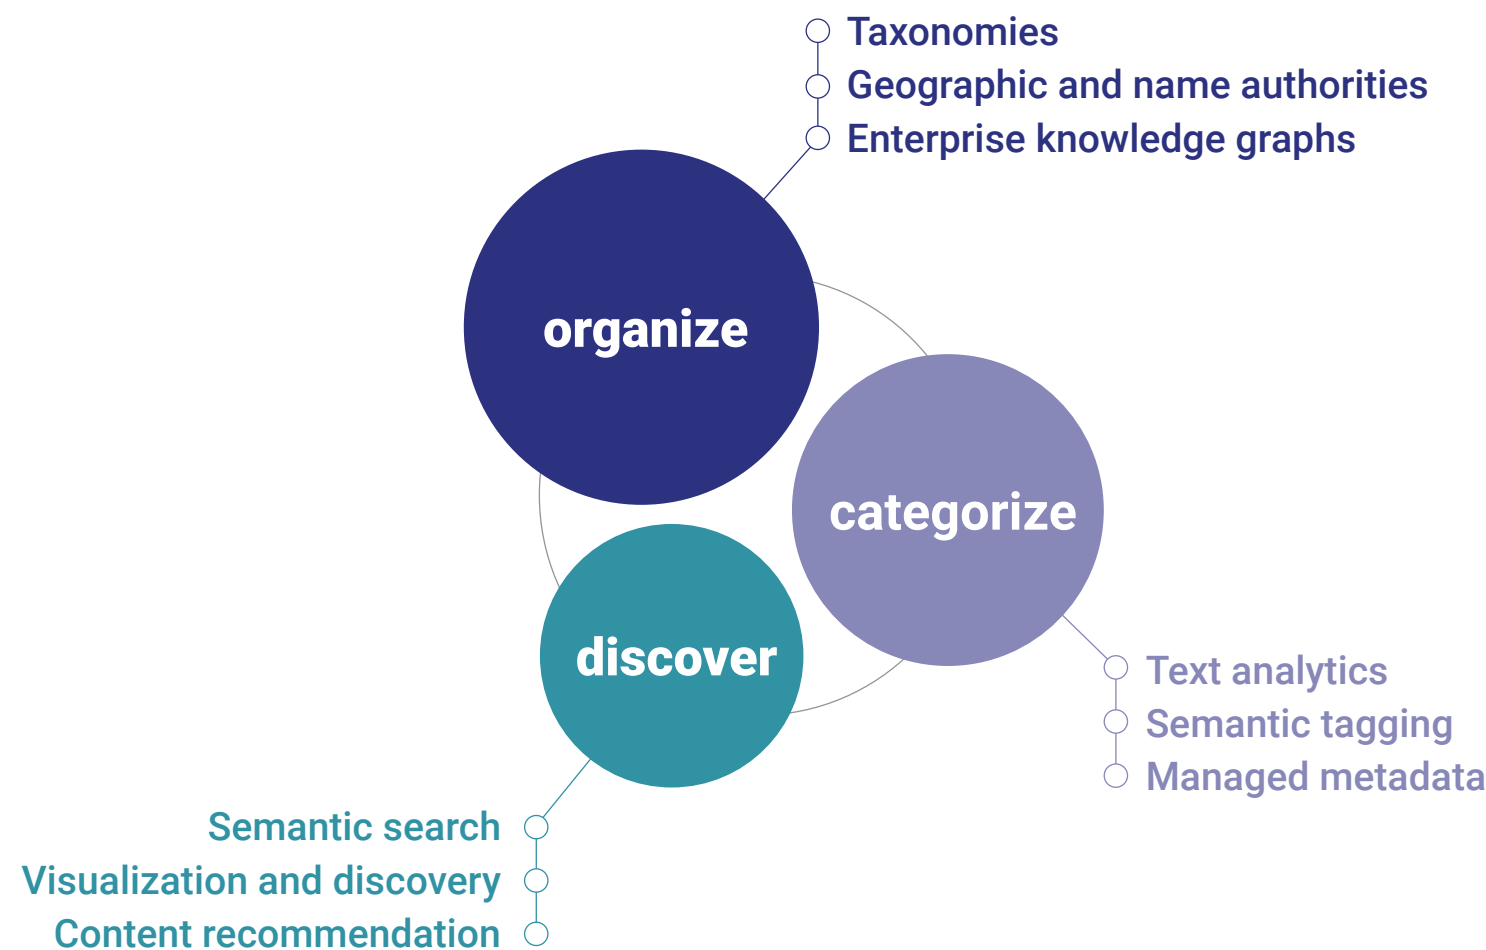 Taxonomies
Geographic and name authorities
Enterprise knowledge graphs
organize
categorize
discover
Text analytics
Semantic tagging
Managed metadata
Semantic search
Visualization and discovery
Content recommendation